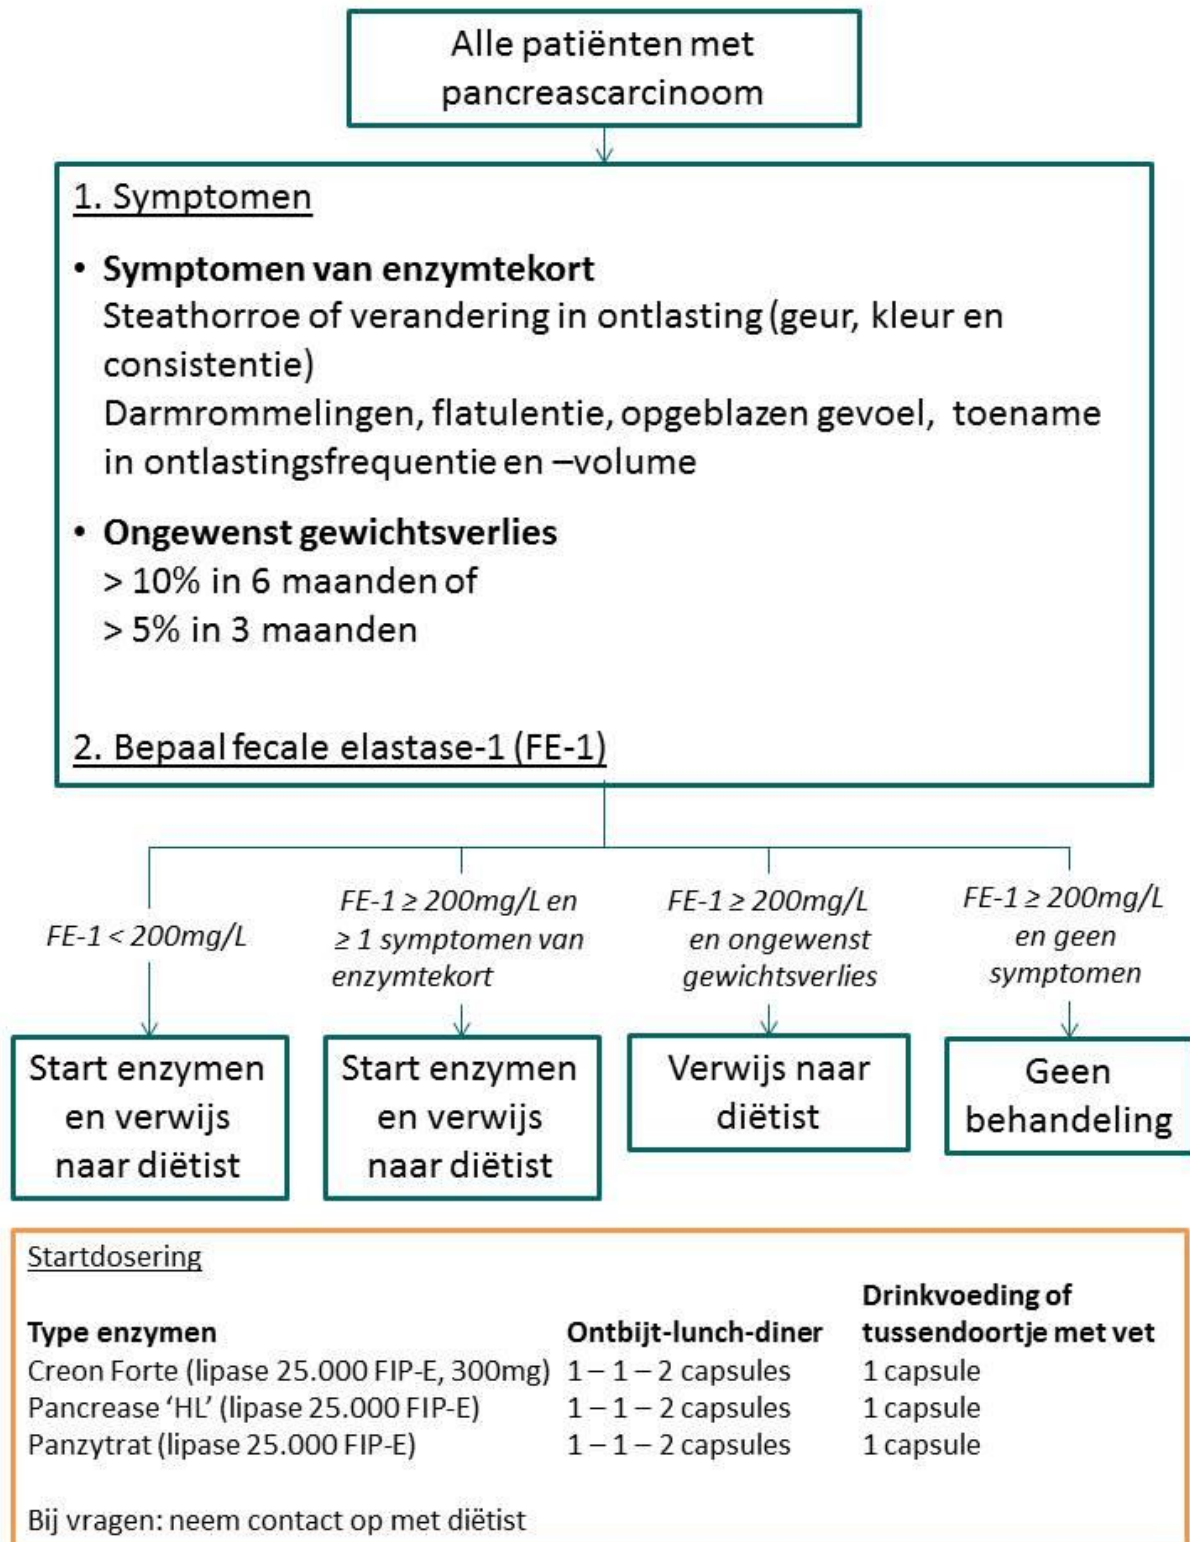 Alle patiënten met
pancreascarcinoom
1. Symptomen
• Symptomen van enzymtekort
Steathorroe of verandering in ontlasting (geur, kleur en
consistentie)
Darmrommelingen, flatulentie, opgeblazen gevoel, toename
in ontlastingsfrequentie en –volume
• Ongewenst gewichtsverlies
> 10% in 6 maanden of
> 5% in 3 maanden
2. Bepaal fecale elastase-1 (FE-1)
FE-1 < 200mg/L
FE-1 ≥ 200mg/L en
≥ 1 symptomen van
enzymtekort
FE-1 ≥ 200mg/L
en ongewenst
gewichtsverlies
FE-1 ≥ 200mg/L
en geen
symptomen
Start enzymen
en verwijs
naar diëtist
Start enzymen
en verwijs
naar diëtist
Verwijs naar
diëtist
Geen
behandeling
Startdosering
Drinkvoeding of
Type enzymen Ontbijt-lunch-diner tussendoortje met vet
Creon Forte (lipase 25.000 FIP-E, 300mg) 1 – 1 – 2 capsules 1 capsule
Pancrease ‘HL’ (lipase 25.000 FIP-E) 1 – 1 – 2 capsules 1 capsule
Panzytrat (lipase 25.000 FIP-E) 1 – 1 – 2 capsules 1 capsule
Bij vragen: neem contact op met diëtist